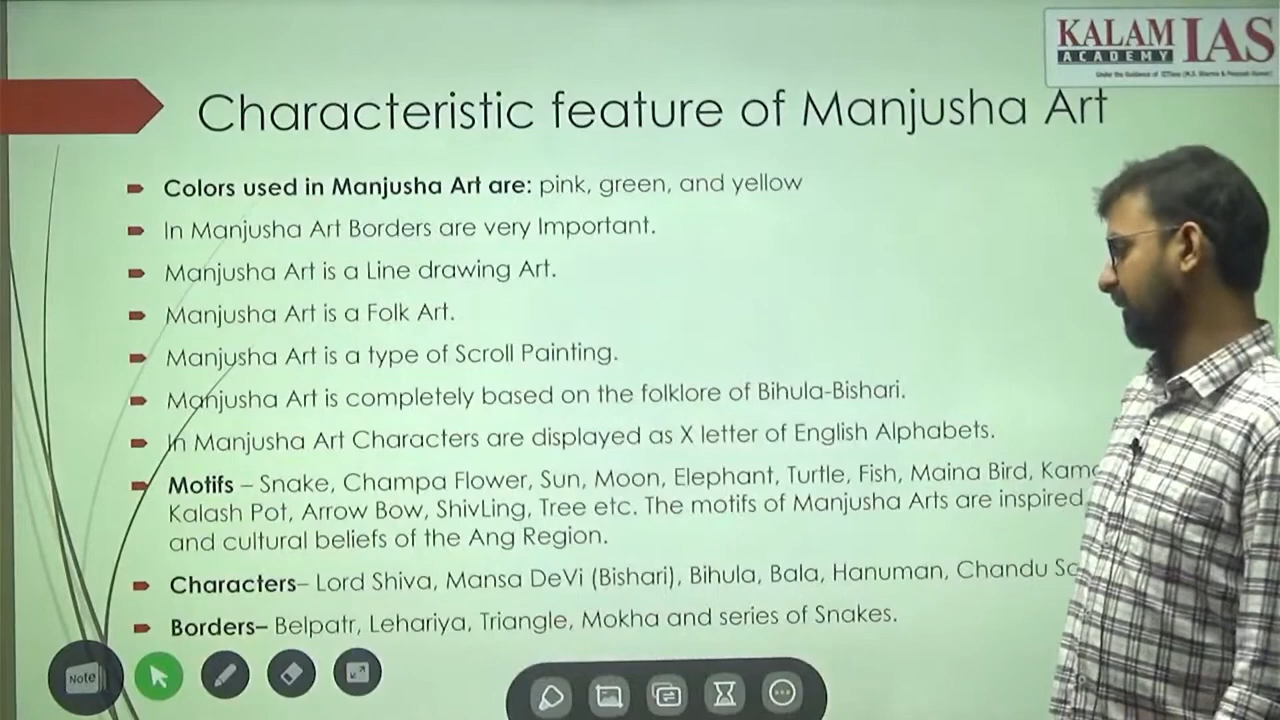 KALAM IAS
ACADEMY
Characteristic feature of Manjusha Art
Colors used in Manjusha Art are: pink, green, and yellow
In Manjusha Art Borders are very Important.
Manjusha Art is a Line drawing Art.
Manjusha Art is a Folk Art.
Manjusha Art is a type of Scroll Painting.
Manjusha Art is completely based on the folklore of Bihula-Bishari.
In Manjusha Art Characters are displayed as X letter of English Alphabets.
Motifs – Snake, Champa Flower, Sun, Moon, Elephant, Turtle, Fish, Maina Bird,
Kalash Pot, Arrow Bow, ShivLing, Tree etc. The motifs of Manjusha Arts are inspired
and cultural beliefs of the Ang Region.
Characters– Lord Shiva, Mansa DeVi (Bishari), Bihula, Bala, Hanuman, Chandu
Borders– Belpatr, Lehariya, Triangle, Mokha and series of Snakes.
Note